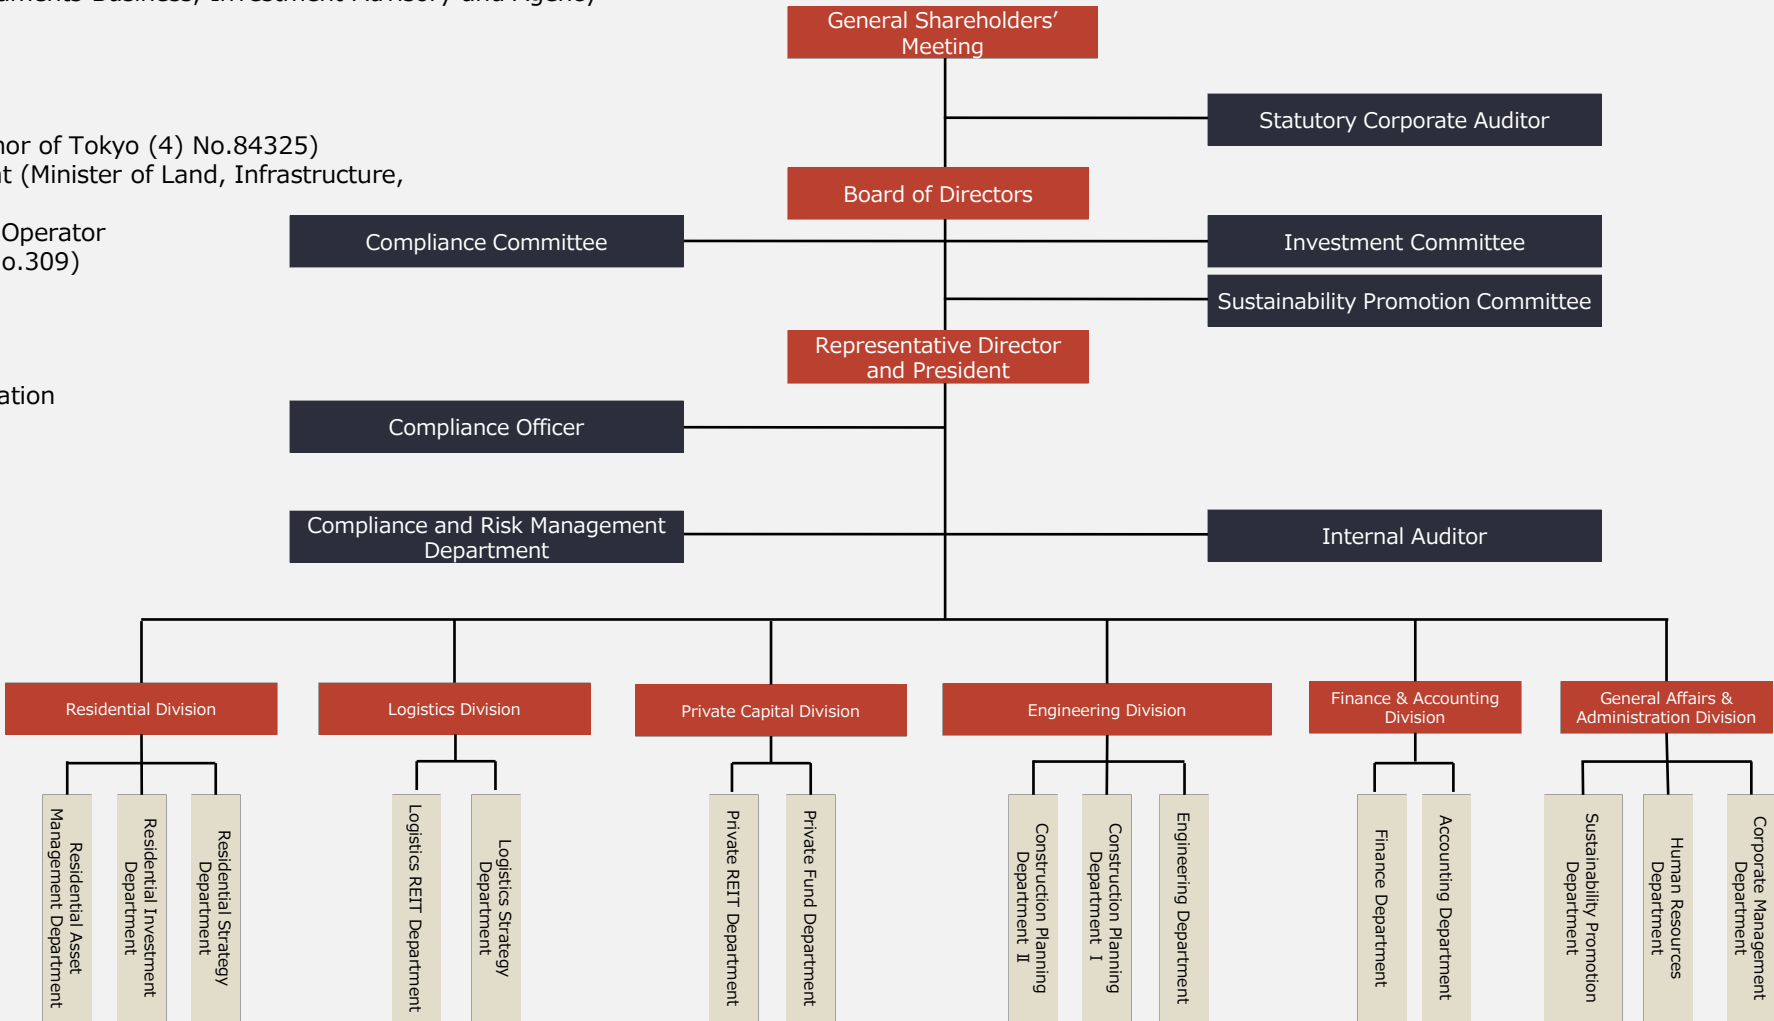 Business, Investment Advisory and Agency
of Tokyo (4) No.84325)
(Minister of Land, Infrastructure,
Operator
General Shareholders’
Meeting
Statutory Corporate Auditor
Board of Directors
Compliance Committee
Investment Committee
Sustainability Promotion Committee
Representative Director
and President
Compliance Officer
Compliance and Risk Management
Department
Internal Auditor
Residential Division
Logistics Division
Private Capital Division
Engineering Division
Finance & Accounting
Division
General Affairs &
Administration Division
Residential Asset
Management Department
Residential Investment
Department
Residential Strategy
Department
Logistics REIT Department
Logistics Strategy
Department
Private REIT Department
Private Fund Department
Construction Planning
Department Ⅱ
Construction Planning
Department Ⅰ
Engineering Department
Finance Department
Accounting Department
Sustainability Promotion
Department
Human Resources
Department
Corporate Management
Department